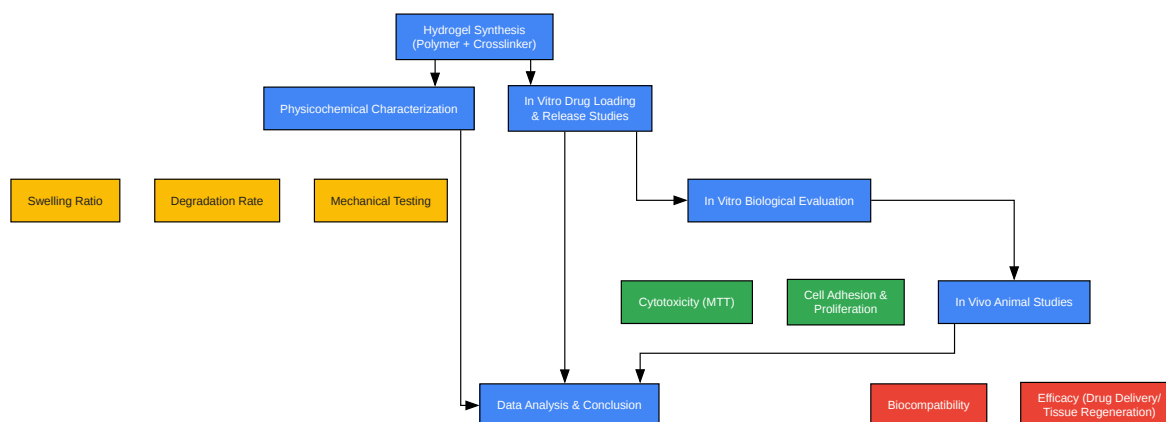 Hydrogel Synthesis
(Polymer + Crosslinker)
Physicochemical Characterization
In Vitro Drug Loading
& Release Studies
Swelling Ratio
Degradation Rate
Mechanical Testing
In Vitro Biological Evaluation
Cytotoxicity (MTT)
Cell Adhesion &
Proliferation
In Vivo Animal Studies
Data Analysis & Conclusion
Biocompatibility
Efficacy (Drug Delivery/
Tissue Regeneration)